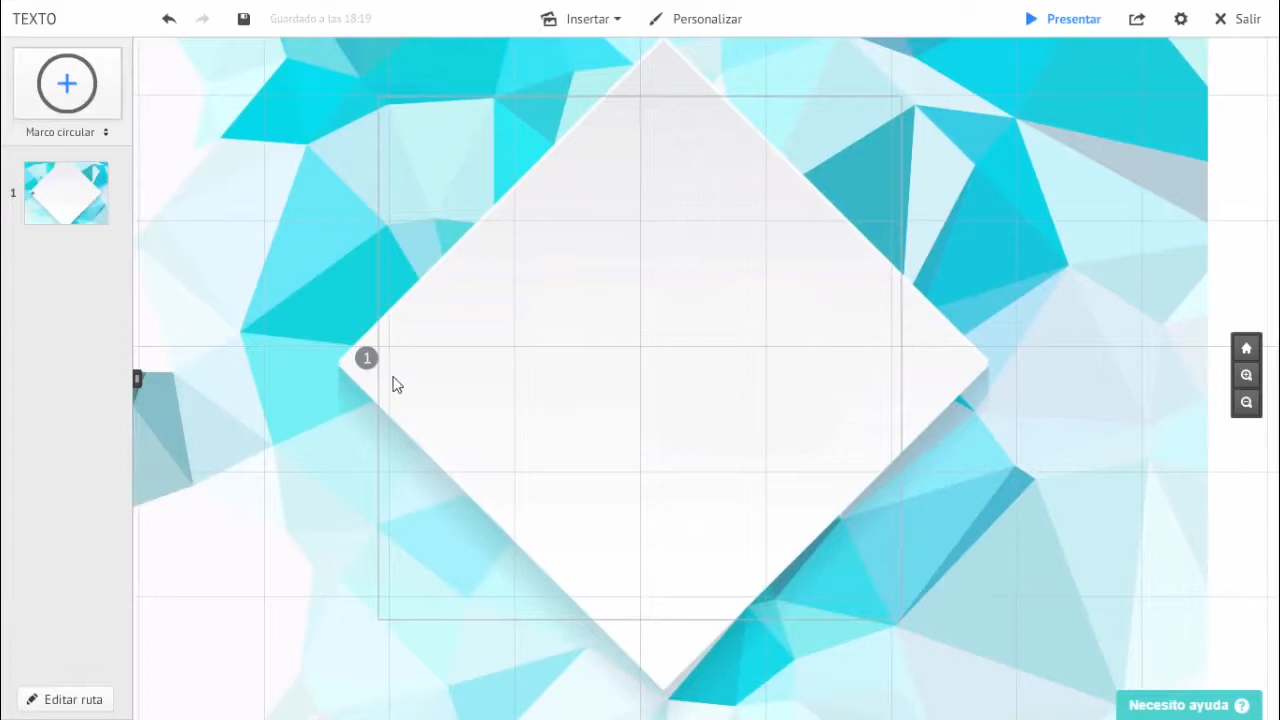 TEXTO
Guardado a las 18:19
Insertar
Personalizar
Presentar
Salir
Marco circular
1
1
Editar ruta
Necesito ayuda ?